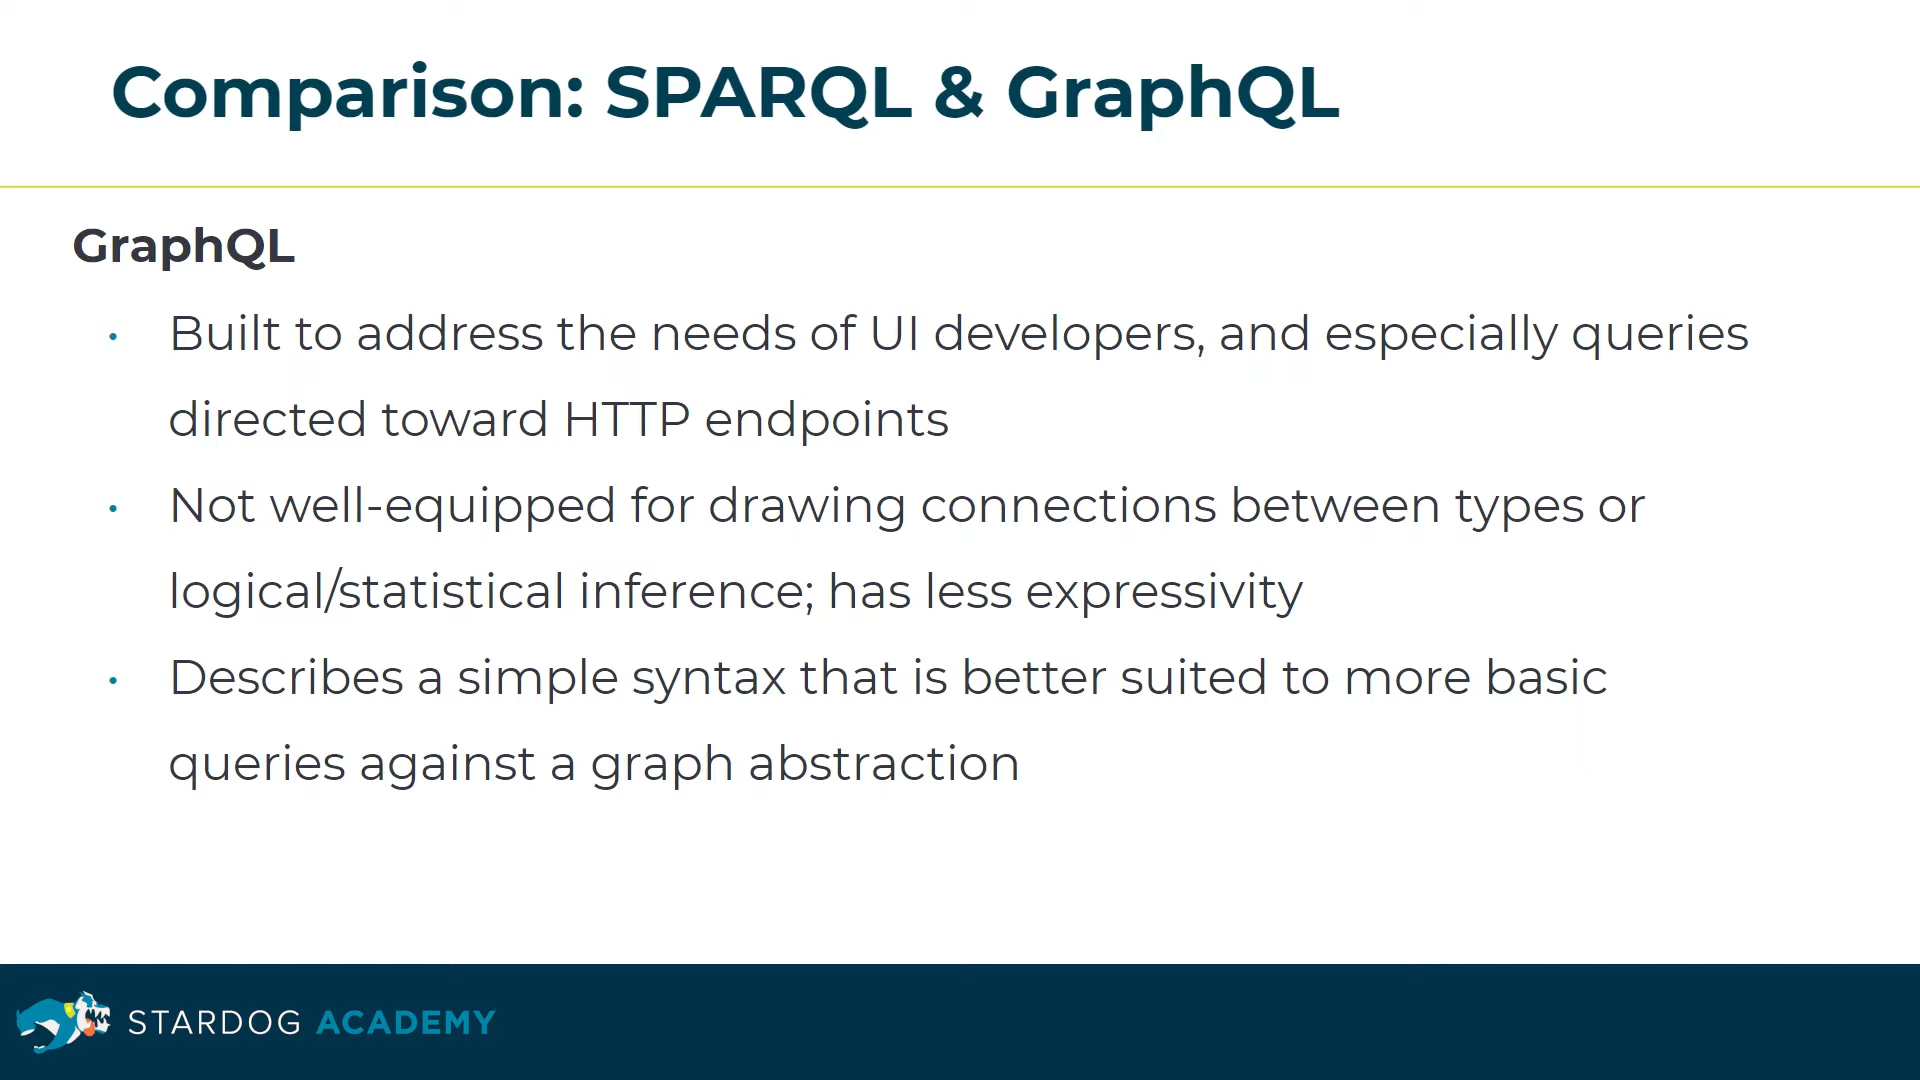 Comparison: SPARQL & GraphQL
GraphQL
• Built to address the needs of UI developers, and especially queries
directed toward HTTP endpoints
• Not well-equipped for drawing connections between types or
logical/statistical inference; has less expressivity
• Describes a simple syntax that is better suited to more basic
queries against a graph abstraction
STARDOG ACADEMY